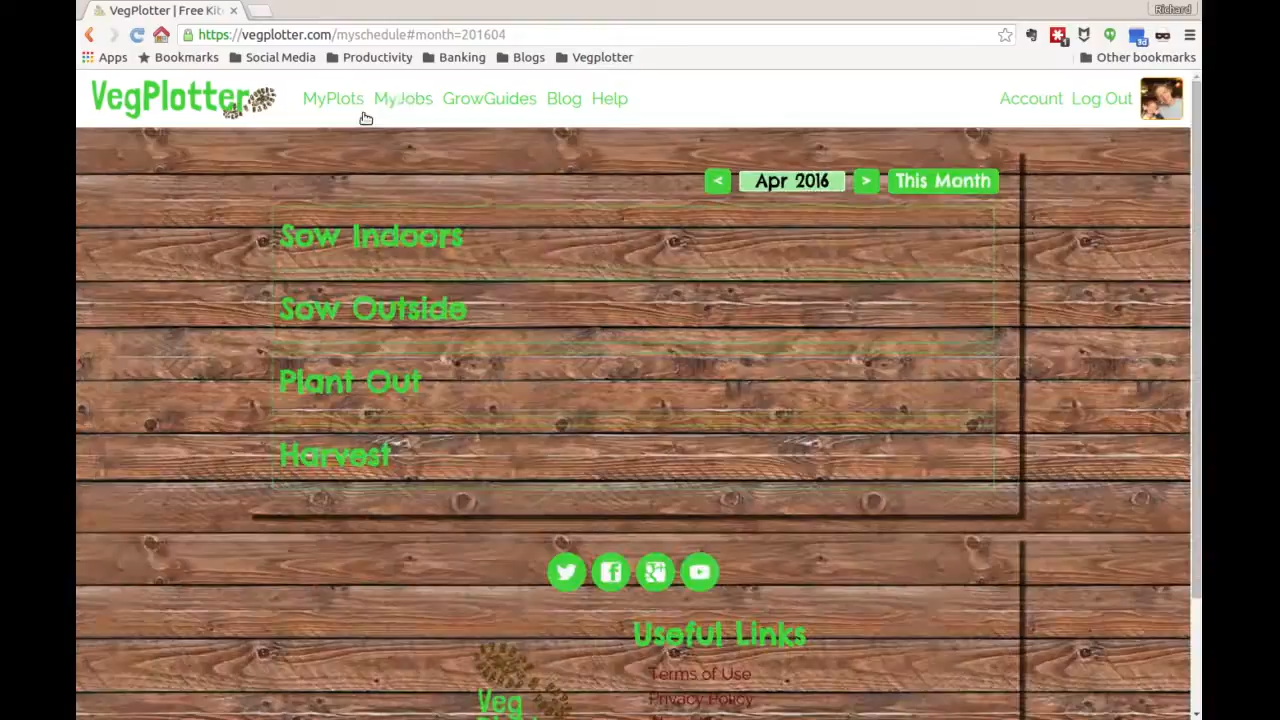 VegPlotter | Free Kit
Richard
https://vegplotter.com/myschedule#month=201604
Apps Bookmarks Social Media Productivity Banking Blogs Vegplotter Other bookmarks
VegPlotter MyPlots MyJobs GrowGuides Blog Help Account Log Out
< Apr 2016 > This Month
Sow Indoors
Sow Outside
Plant Out
Harvest
Useful Links
Terms of Use
Veg Privacy Policy